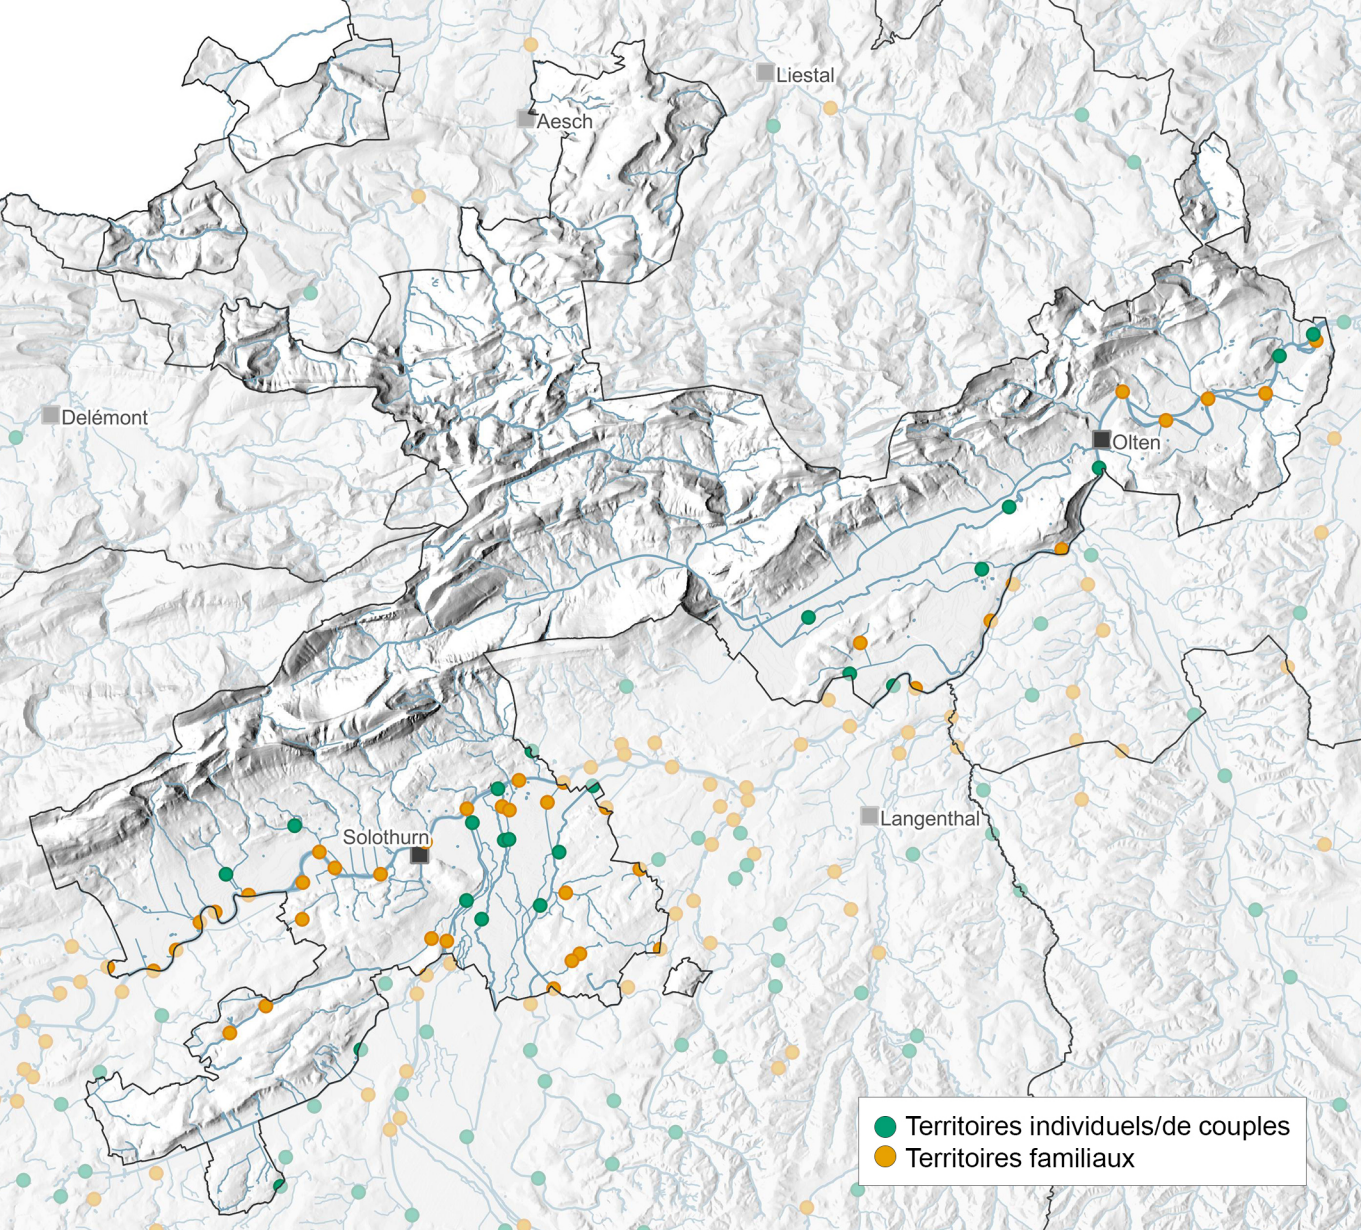 Liestal
Aesch
Delémont
Olten
Solothurn
Langenthal
Territoires individuels/de couples
Territoires familiaux